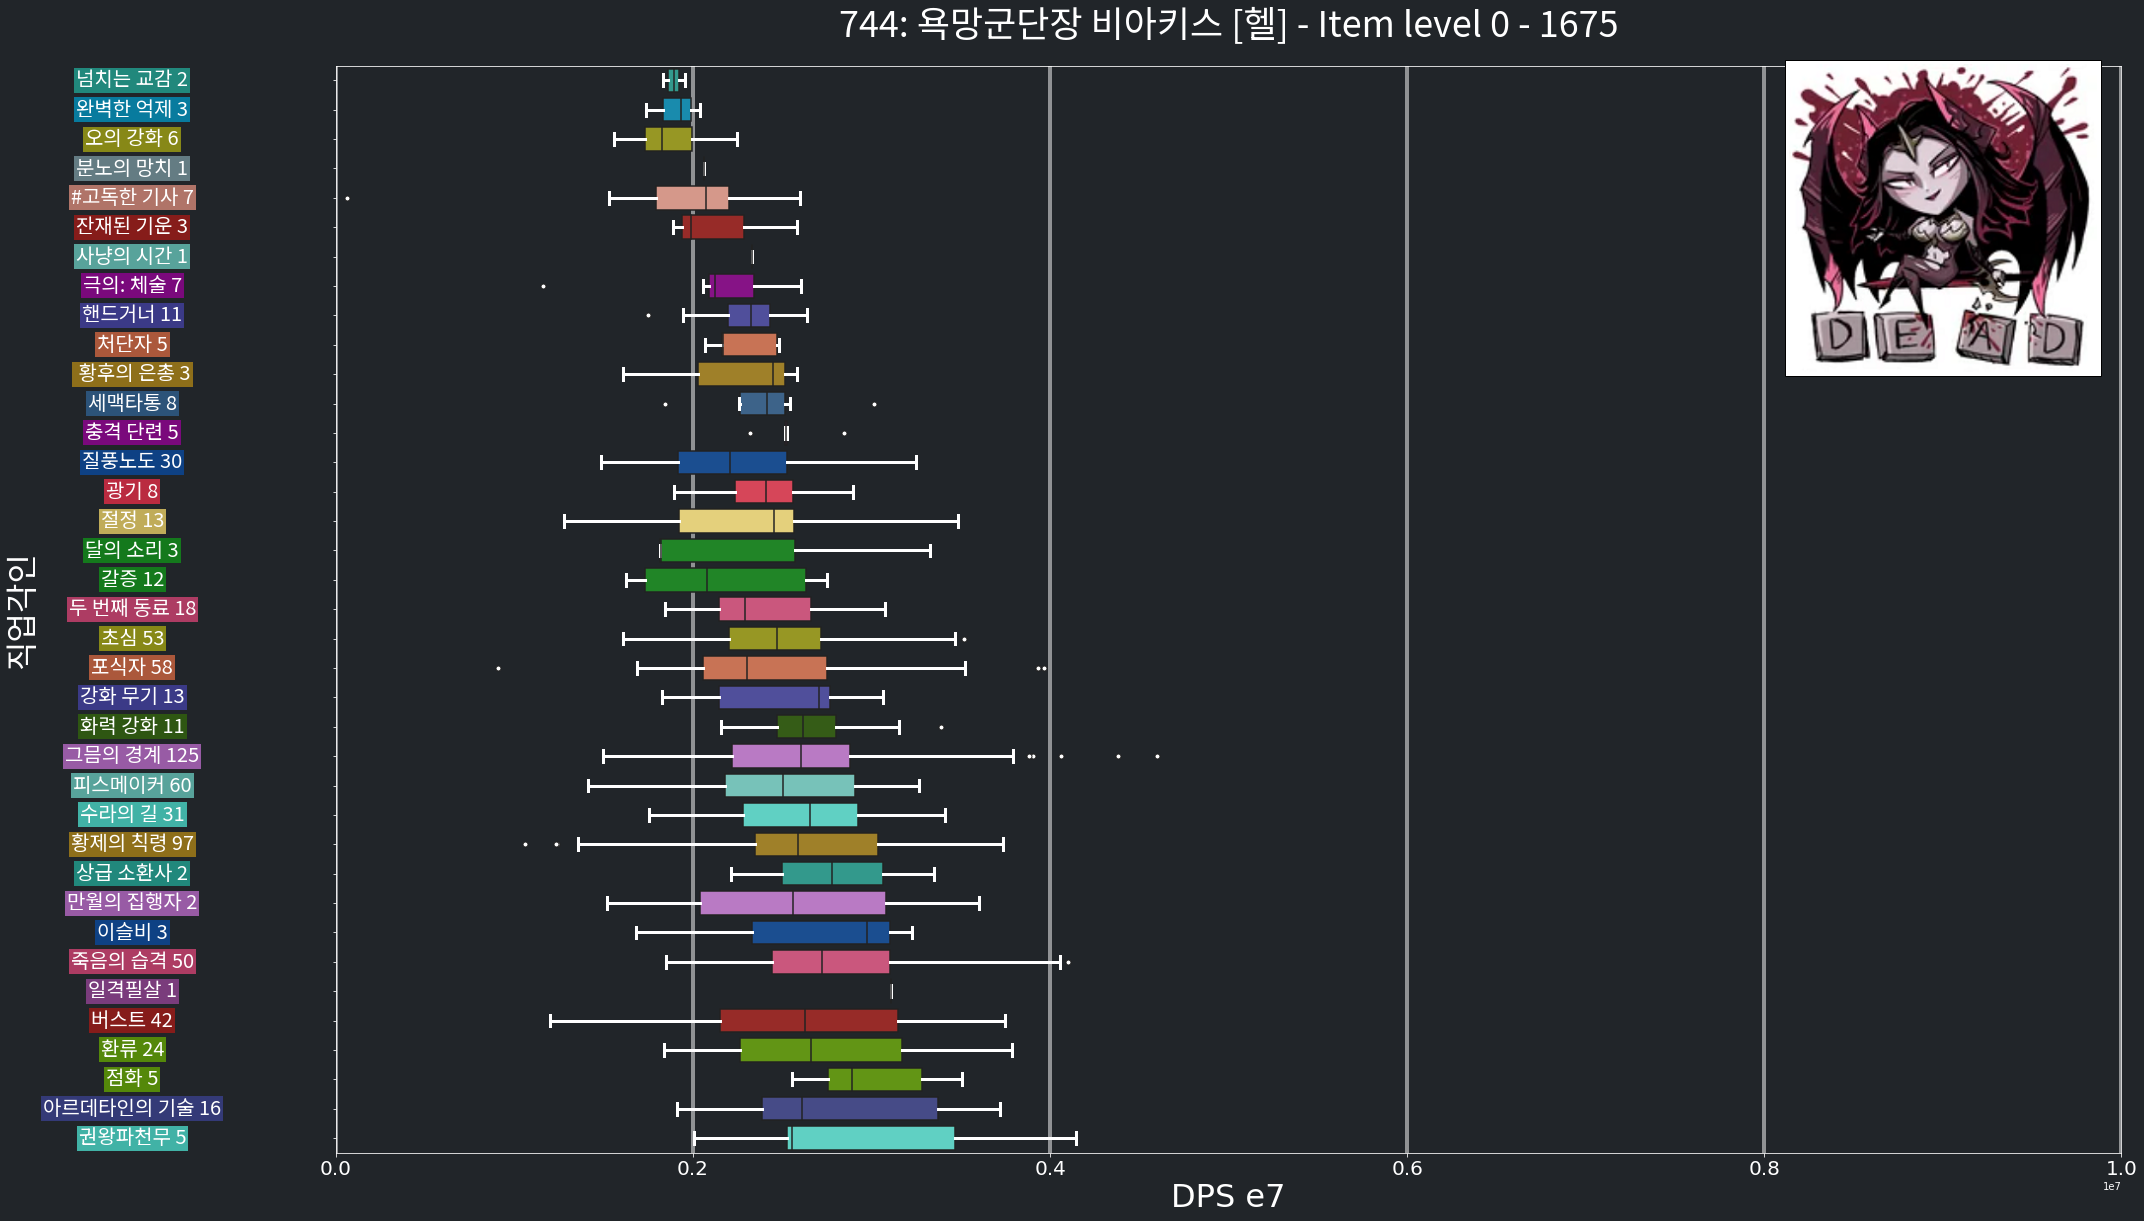 744: 욕망군단장 비아키스 [헬] - Item level 0 - 1675
넘치는 교감 2
완벽한 억제 3
오의 강화 6
분노의 망치 1
#고독한 기사 7
잔재된 기운 3
사냥의 시간 1
극의: 체술 7
핸드거너 11
처단자 5
황후의 은총 3
세맥타통 8
충격 단련 5
질풍노도 30
광기 8
절정 13
달의 소리 3
갈증 12
두 번째 동료 18
초심 53
포식자 58
강화 무기 13
화력 강화 11
그믐의 경계 125
피스메이커 60
수라의 길 31
황제의 칙령 97
상급 소환사 2
만월의 집행자 2
이슬비 3
죽음의 습격 50
일격필살 1
버스트 42
환류 24
점화 5
아르데타인의 기술 16
권왕파천무 5
직업각인
DEAD
0.0 0.2 0.4 0.6 0.8 1.0
1e7
DPS e7